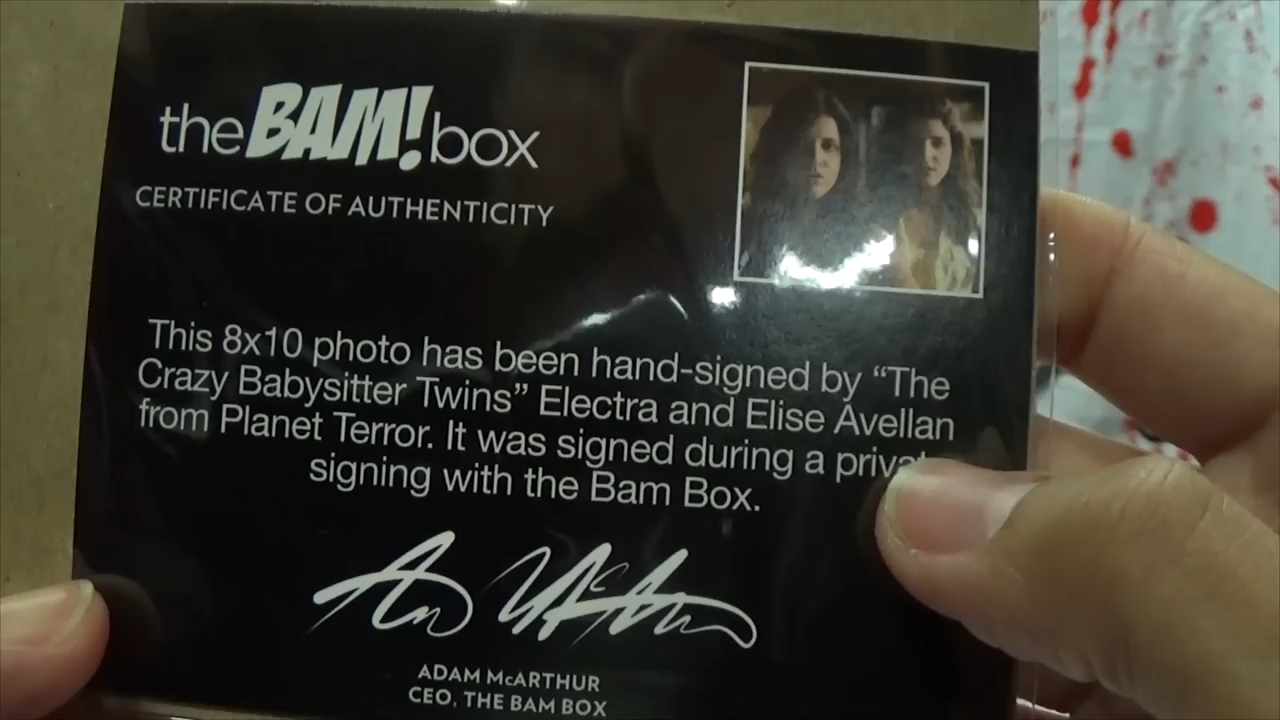 the BAM! box
CERTIFICATE OF AUTHENTICITY
This 8x10 photo has been hand-signed by “The
Crazy Babysitter Twins” Electra and Elise Avellan
from Planet Terror. It was signed during a
signing with the Bam Box.
ADAM McARTHUR
CEO, THE BAM BOX